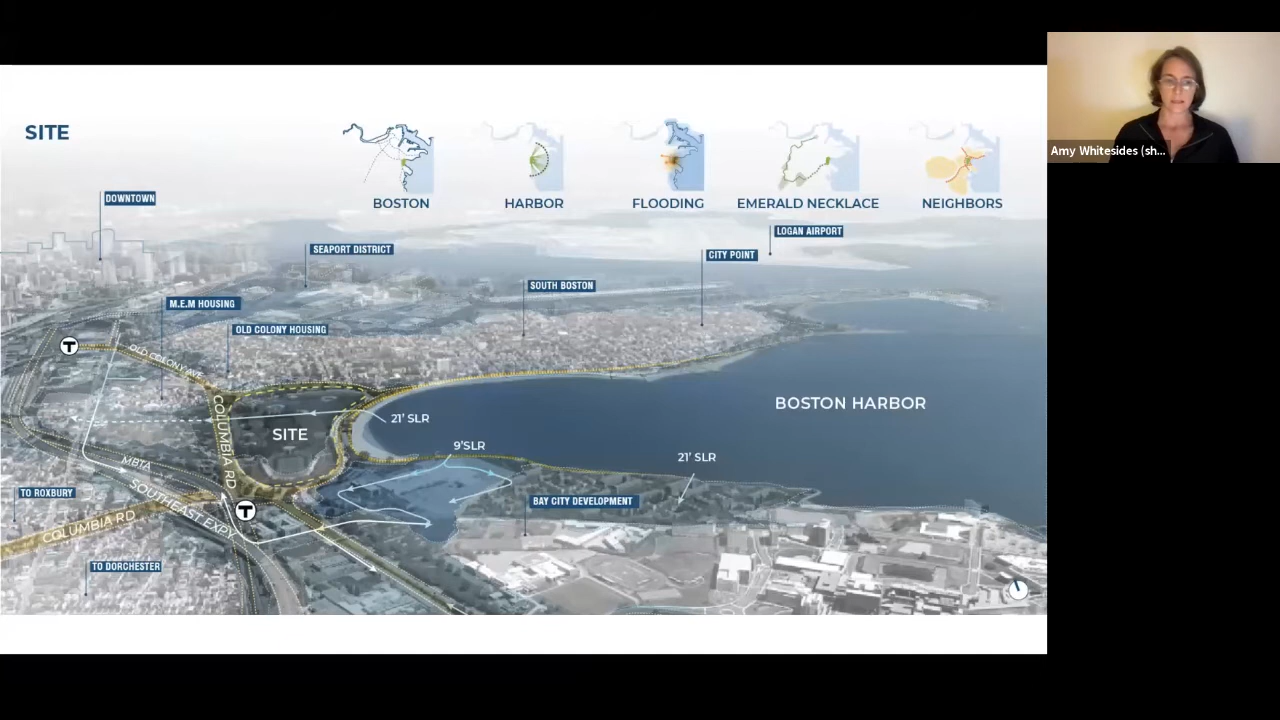 SITE
BOSTON
HARBOR
FLOODING
EMERALD NECKLACE
NEIGHBORS
Amy Whitesides (sh...
DOWNTOWN
SEAPORT DISTRICT
LOGAN AIRPORT
CITY POINT
SOUTH BOSTON
M.E.M HOUSING
OLD COLONY HOUSING
T
OLD COLONY AVE
COLUMBIA RD
SITE
21' SLR
BOSTON HARBOR
9'SLR
21' SLR
MBTA
SOUTHEAST EXPY
TO ROXBURY
BAY CITY DEVELOPMENT
T
COLUMBIA RD
TO DORCHESTER